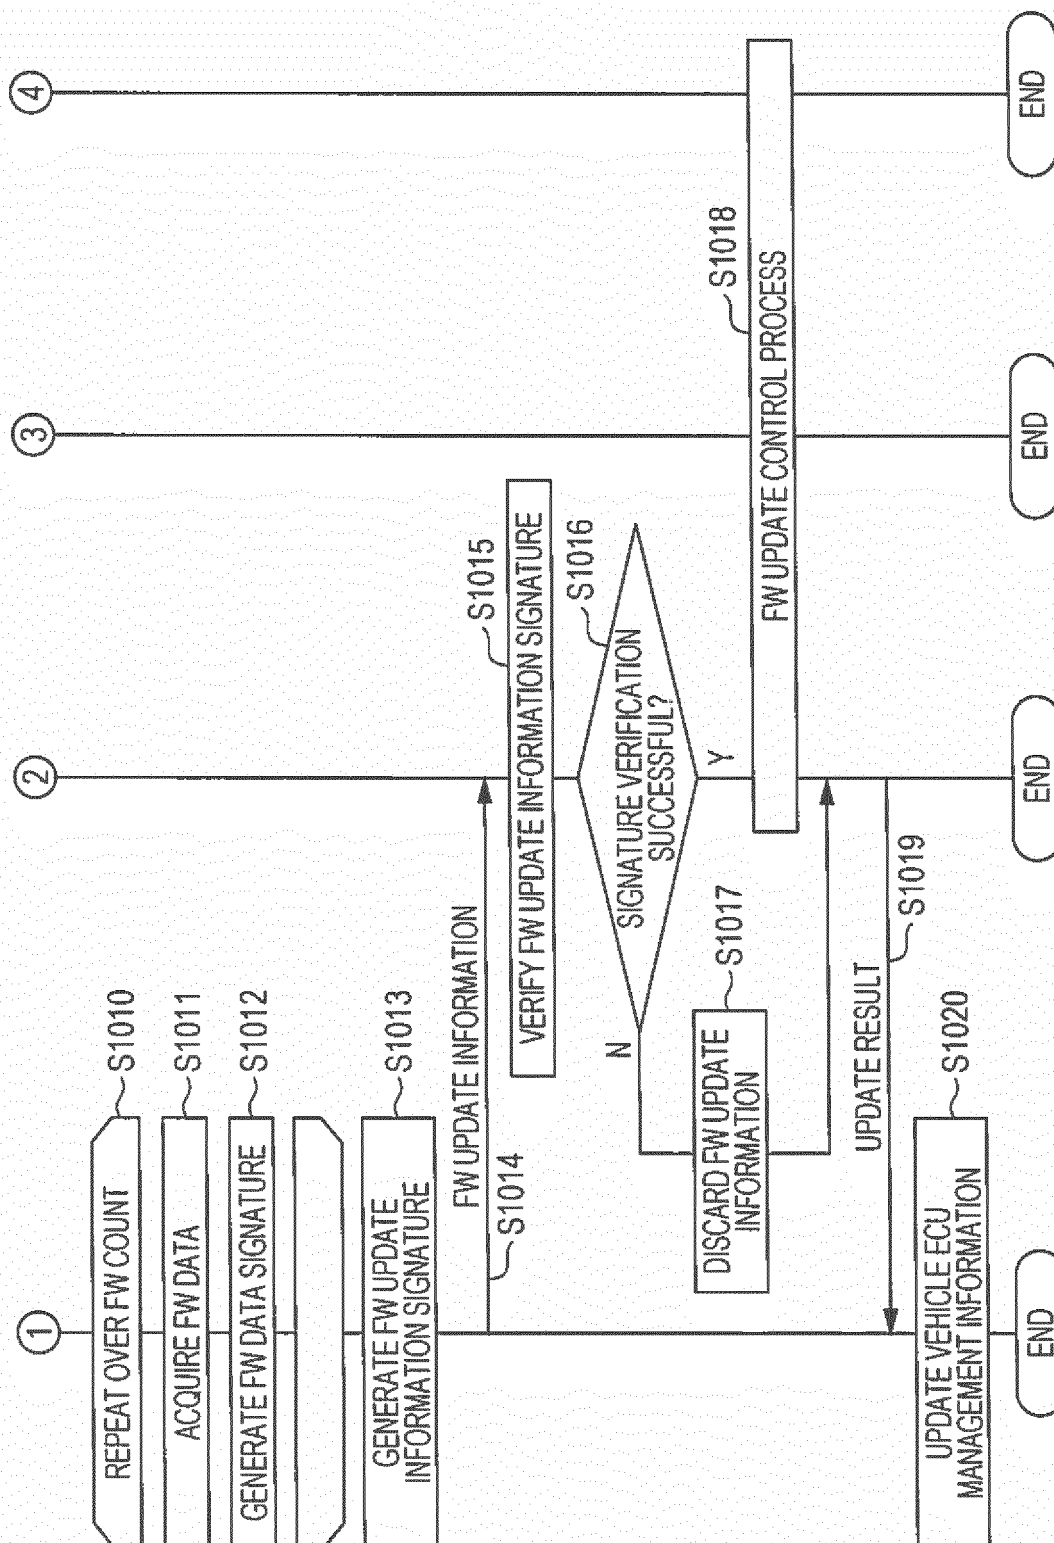 1
2
3
4
REPEAT OVER FW COUNT
S1010
ACQUIRE FW DATA
S1011
GENERATE FW DATA SIGNATURE
S1012
GENERATE FW UPDATE
INFORMATION SIGNATURE
S1013
FW UPDATE INFORMATION
S1014
VERIFY FW UPDATE INFORMATION SIGNATURE
S1015
SIGNATURE VERIFICATION
SUCCESSFUL?
S1016
N
Y
DISCARD FW UPDATE
INFORMATION
S1017
FW UPDATE CONTROL PROCESS
S1018
UPDATE RESULT
S1019
UPDATE VEHICLE ECU
MANAGEMENT INFORMATION
S1020
END
END
END
END